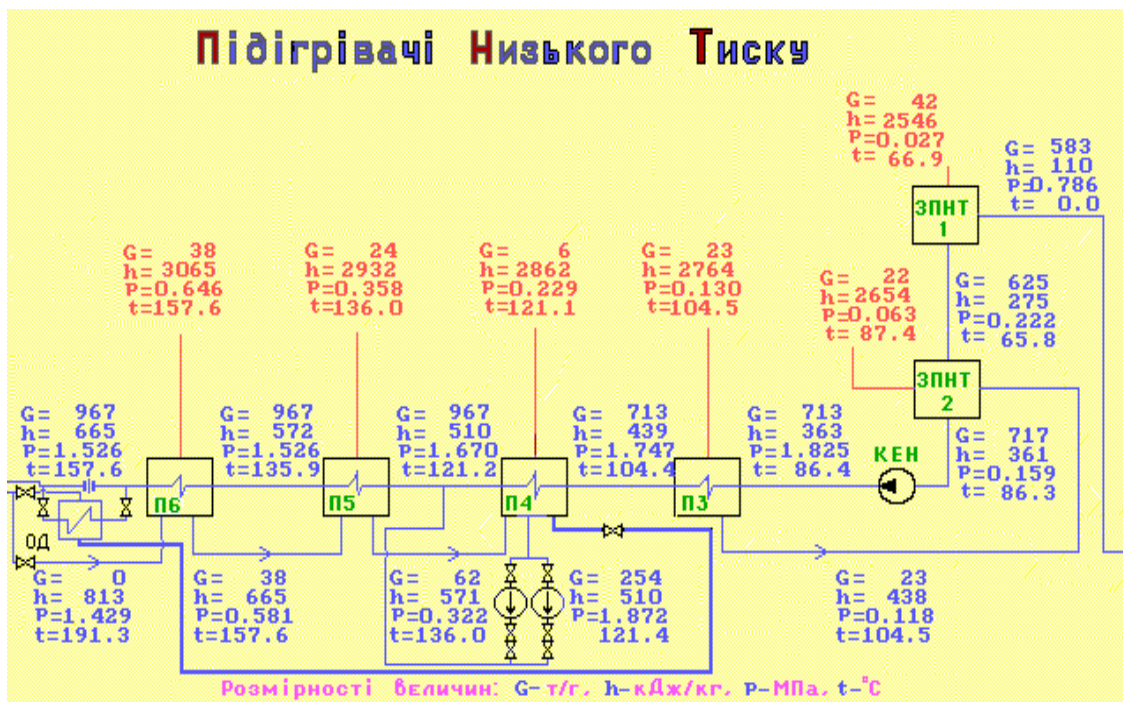 Підігрівачі Низького Тиску
G= 42
h= 2546
P=0.027
t= 66.9
G= 583
h= 110
P=0.786
t= 0.0
ЗПНТ
1
G= 38
h= 3065
P=0.646
t=157.6
G= 24
h= 2932
P=0.358
t=136.0
G= 6
h= 2862
P=0.229
t=121.1
G= 23
h= 2764
P=0.130
t=104.5
G= 22
h= 2654
P=0.063
t= 87.4
G= 625
h= 275
P=0.222
t= 65.8
ЗПНТ
2
G= 967
h= 665
P=1.526
t=157.6
G= 967
h= 572
P=1.526
t=135.9
G= 967
h= 510
P=1.670
t=121.2
G= 713
h= 439
P=1.747
t=104.4
G= 713
h= 363
P=1.825
t= 86.4
КЕН
G= 717
h= 361
P=0.159
t= 86.3
П6
П5
П4
П3
ОД
G= 0
h= 813
P=1.429
t=191.3
G= 38
h= 665
P=0.581
t=157.6
G= 62
h= 571
P=0.322
t=136.0
G= 254
h= 510
P=1.872
121.4
G= 23
h= 438
P=0.118
t=104.5
Розмірності величин: G-т/г, h-кДж/кг, P-МПа, t-°C